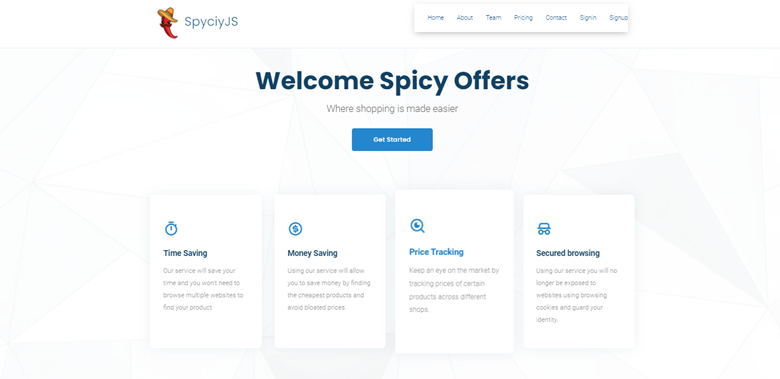 SpyciyJS
Home About Team Pricing Contact Signin Signup
Welcome Spicy Offers
Where shopping is made easier
Get Started
Time Saving
Our service will save your
time and you won't need to
browse multiple websites to
find your product
Money Saving
Using our service will allow
you to save money by finding
the cheapest products and
avoid bloated prices.
Price Tracking
Keep an eye on the market by
tracking prices of certain
products across different
shops.
Secured browsing
Using our service you will no
longer be exposed to
websites using browsing
cookies and guard your
identity.